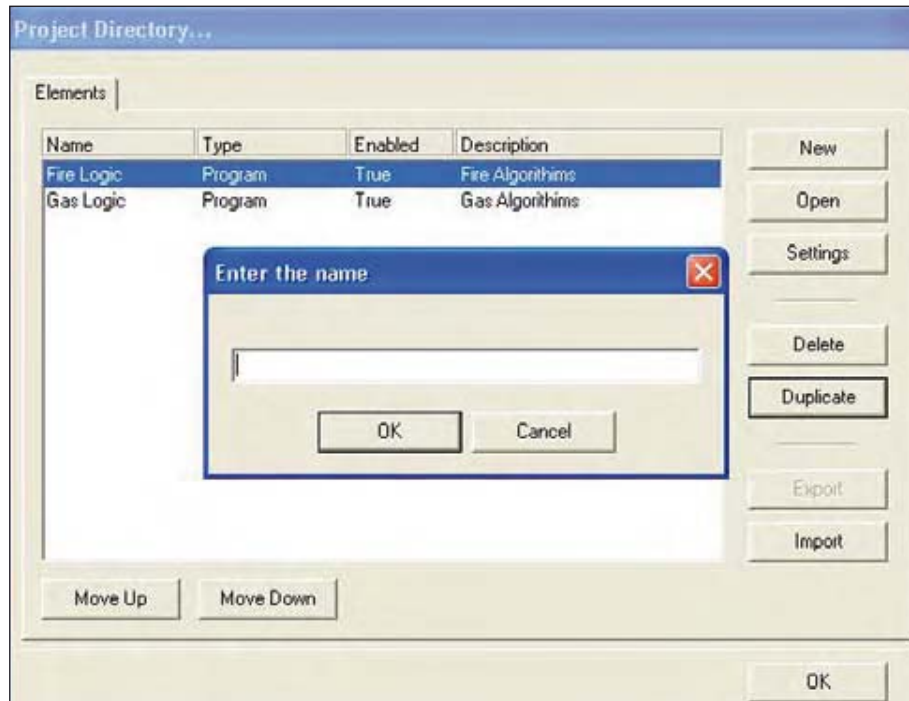 Project Directory...
Elements
Name Type Enabled Description
Fire Logic Program True Fire Algorithims
Gas Logic Program True Gas Algorithims
New
Open
Settings
Enter the name
OK Cancel
Delete
Duplicate
Export
Import
Move Up Move Down
OK